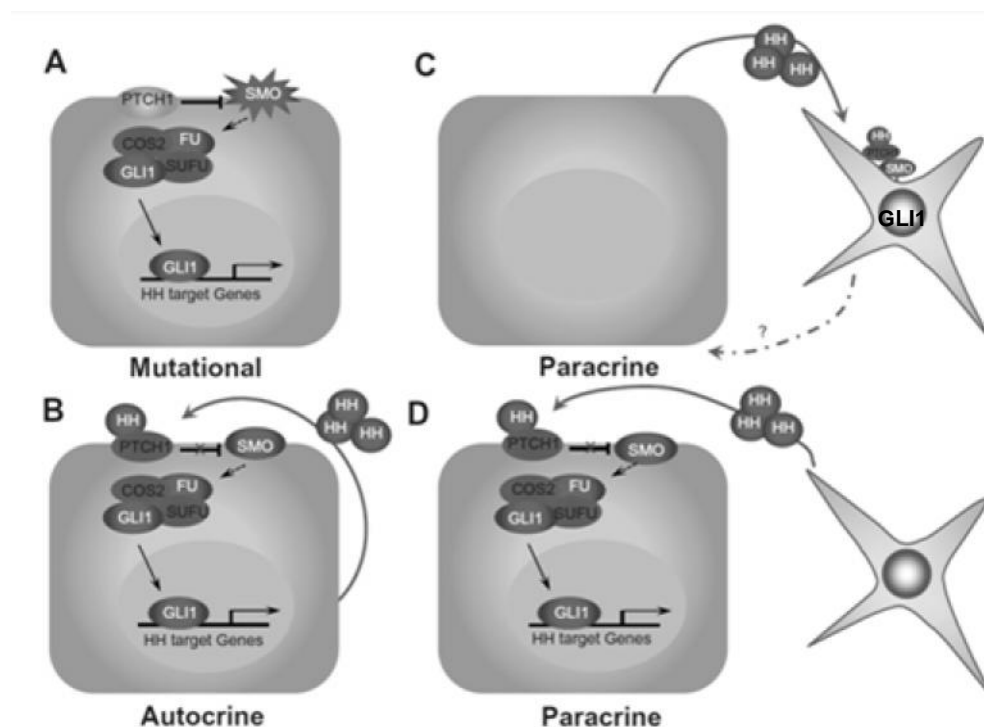 A
PTCH1
SMO
COS2
FU
GLI1
SUFU
GLI1
HH target Genes
Mutational
B
HH
PTCH1
SMO
HH
HH
HH
COS2
FU
GLI1
SUFU
GLI1
HH target Genes
Autocrine
C
HH
HH
HH
HH
PTCH1
SMO
GLI1
?
Paracrine
D
HH
PTCH1
SMO
HH
HH
HH
COS2
FU
GLI1
SUFU
GLI1
HH target Genes
Paracrine